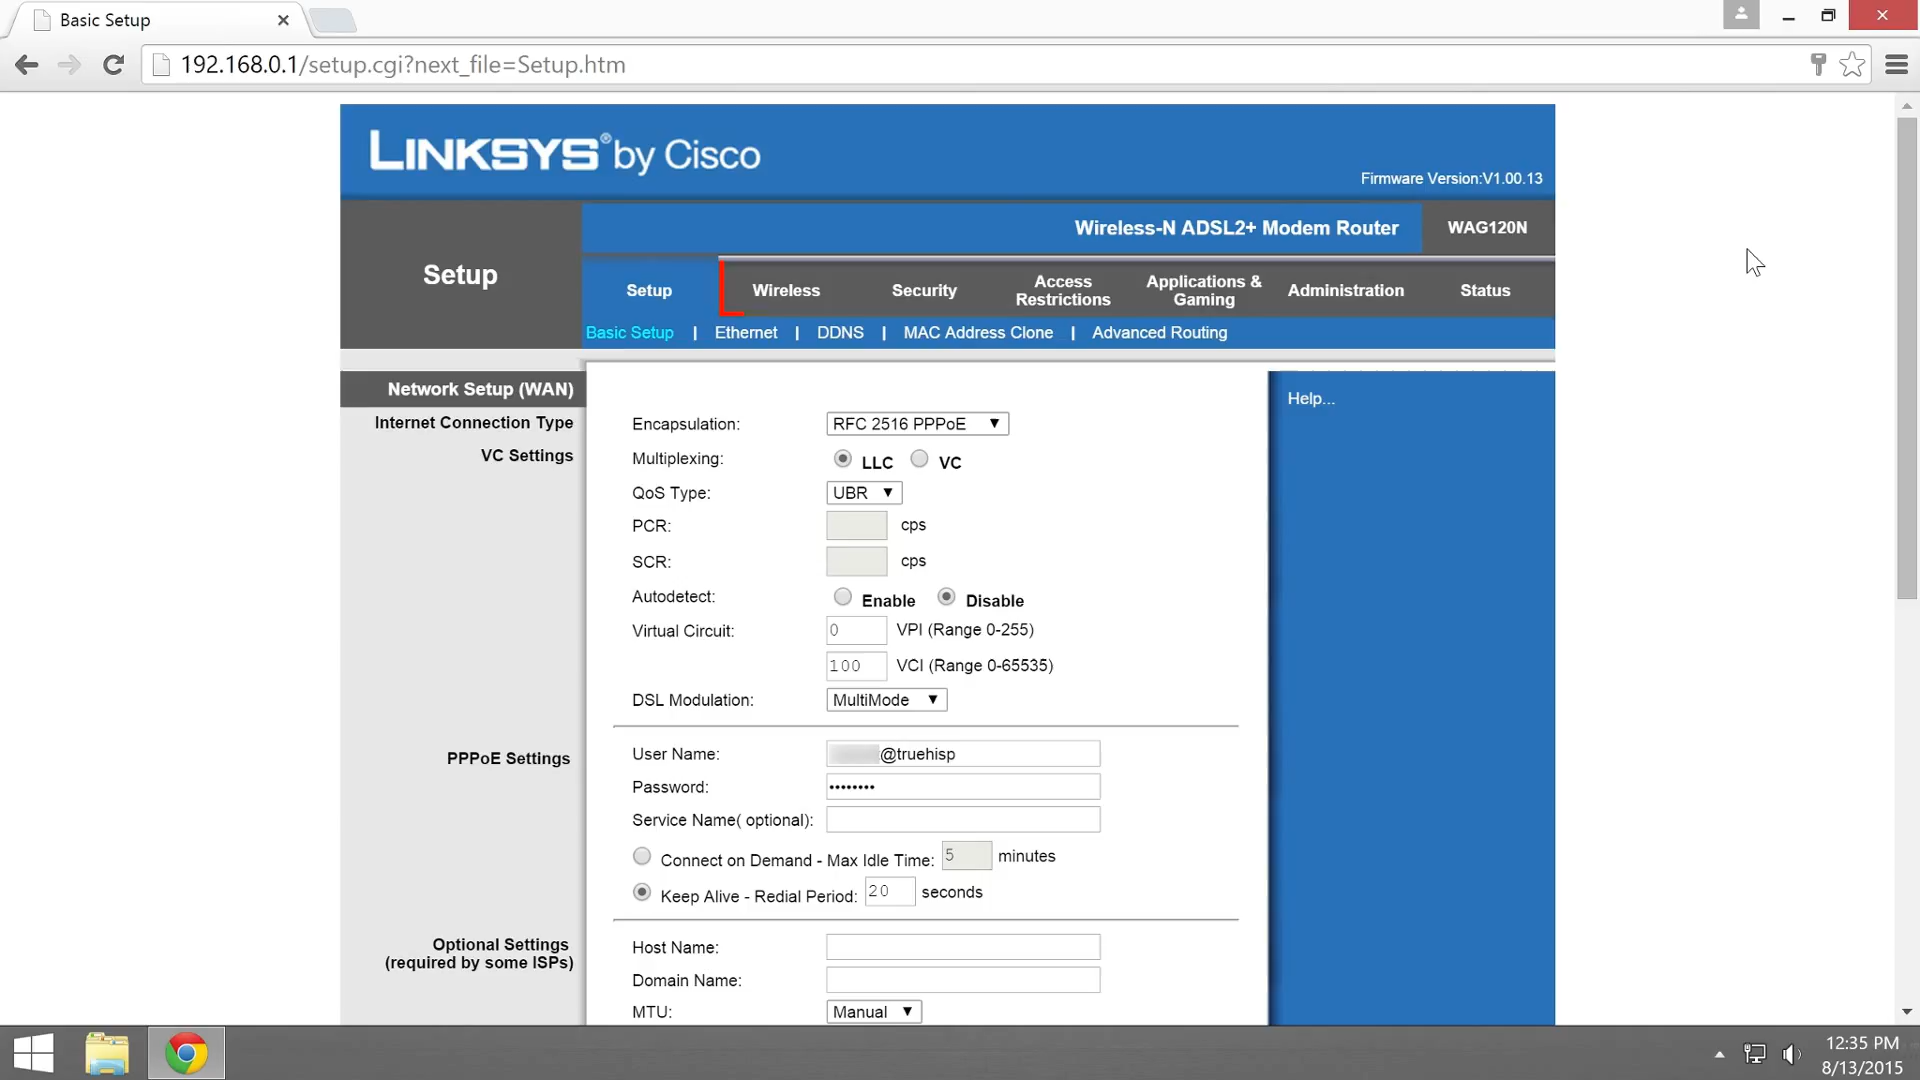 Basic Setup
192.168.0.1/setup.cgi?next_file=Setup.htm
LINKSYS® by Cisco
Firmware Version:V1.00.13
Wireless-N ADSL2+ Modem Router WAG120N
Setup
Setup Wireless Security Access Restrictions Applications & Gaming Administration Status
Basic Setup | Ethernet | DDNS | MAC Address Clone | Advanced Routing
Network Setup (WAN)
Help...
Internet Connection Type
Encapsulation: RFC 2516 PPPoE
VC Settings
Multiplexing: LLC VC
QoS Type: UBR
PCR: cps
SCR: cps
Autodetect: Enable Disable
Virtual Circuit: 0 VPI (Range 0-255)
100 VCI (Range 0-65535)
DSL Modulation: MultiMode
PPPoE Settings
User Name: @truehisp
Password: ••••••••
Service Name( optional):
Connect on Demand - Max Idle Time: 5 minutes
Keep Alive - Redial Period: 20 seconds
Optional Settings
(required by some ISPs)
Host Name:
Domain Name:
MTU: Manual
12:35 PM
8/13/2015